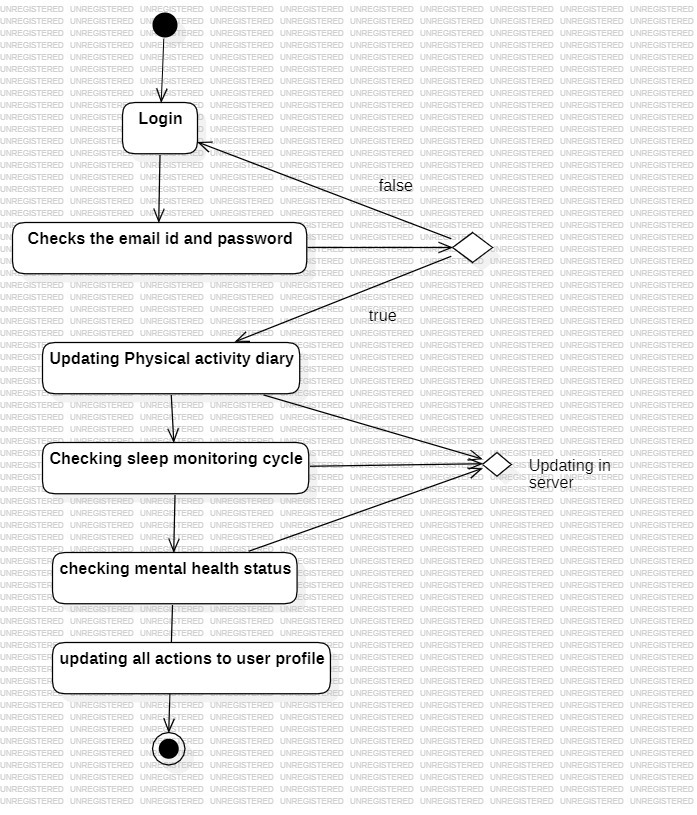 Login
false
Checks the email id and password
true
Updating Physical activity diary
Checking sleep monitoring cycle
Updating in
server
checking mental health status
updating all actions to user profile
UNREGISTERED